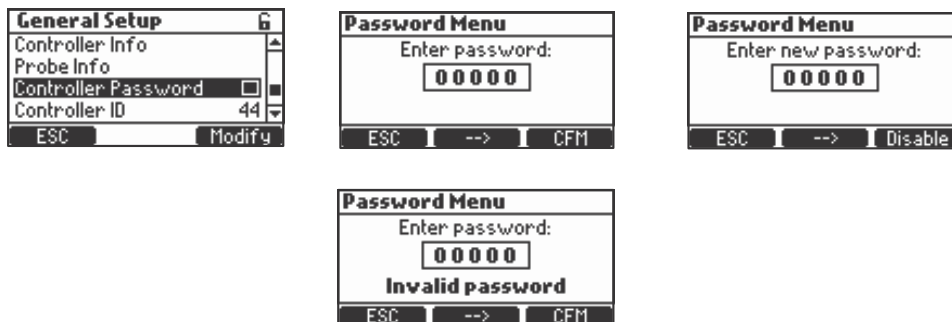 General Setup
Controller Info
Probe Info
Controller Password
Controller ID 44
ESC Modify
Password Menu
Enter password:
00000
ESC --> CFM
Password Menu
Enter new password:
00000
ESC --> Disable
Password Menu
Enter password:
00000
Invalid password
ESC --> CFM